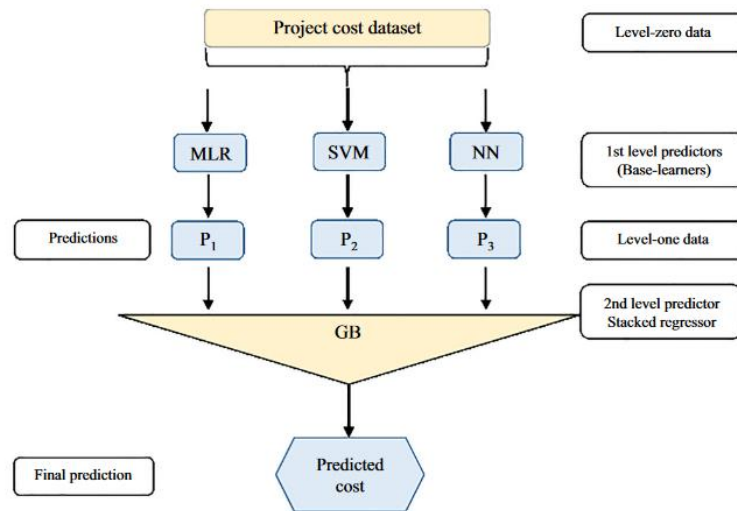 Project cost dataset
Level-zero data
MLR
SVM
NN
1st level predictors
(Base-learners)
Predictions
P₁
P₂
P₃
Level-one data
GB
2nd level predictor
Stacked regressor
Final prediction
Predicted
cost